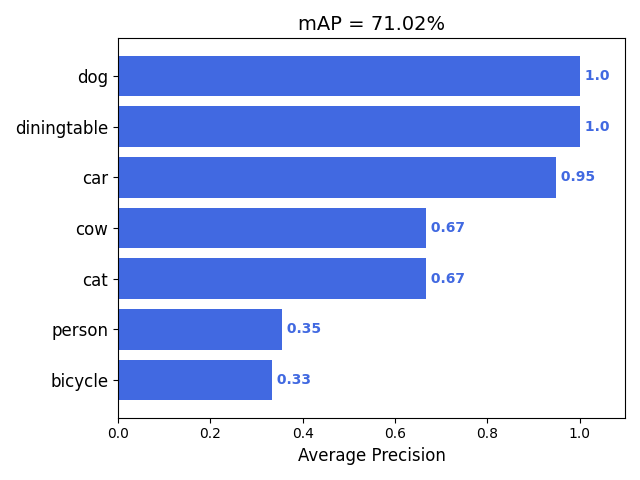 mAP = 71.02%
dog 1.0
diningtable 1.0
car 0.95
cow 0.67
cat 0.67
person 0.35
bicycle 0.33
0.0 0.2 0.4 0.6 0.8 1.0
Average Precision